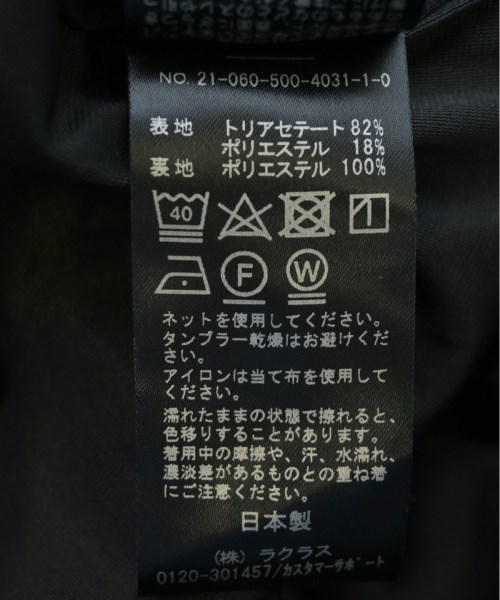 NO. 21-060-500-4031-1-0
表地 トリアセテート 82%
ポリエステル 18%
裏地 ポリエステル 100%
40
F W
ネットを使用してください。
タンブラー乾燥はお避けくだ
さい。
アイロンは当て布を使用して
ください。
濡れたままの状態で擦れると、
色移りすることがあります。
着用中の摩擦や、汗、水濡れ、
濃淡差があるものとの重ね着
にご注意ください。
日本製
(株) ラクラス
0120-301457/カスタマーサポート